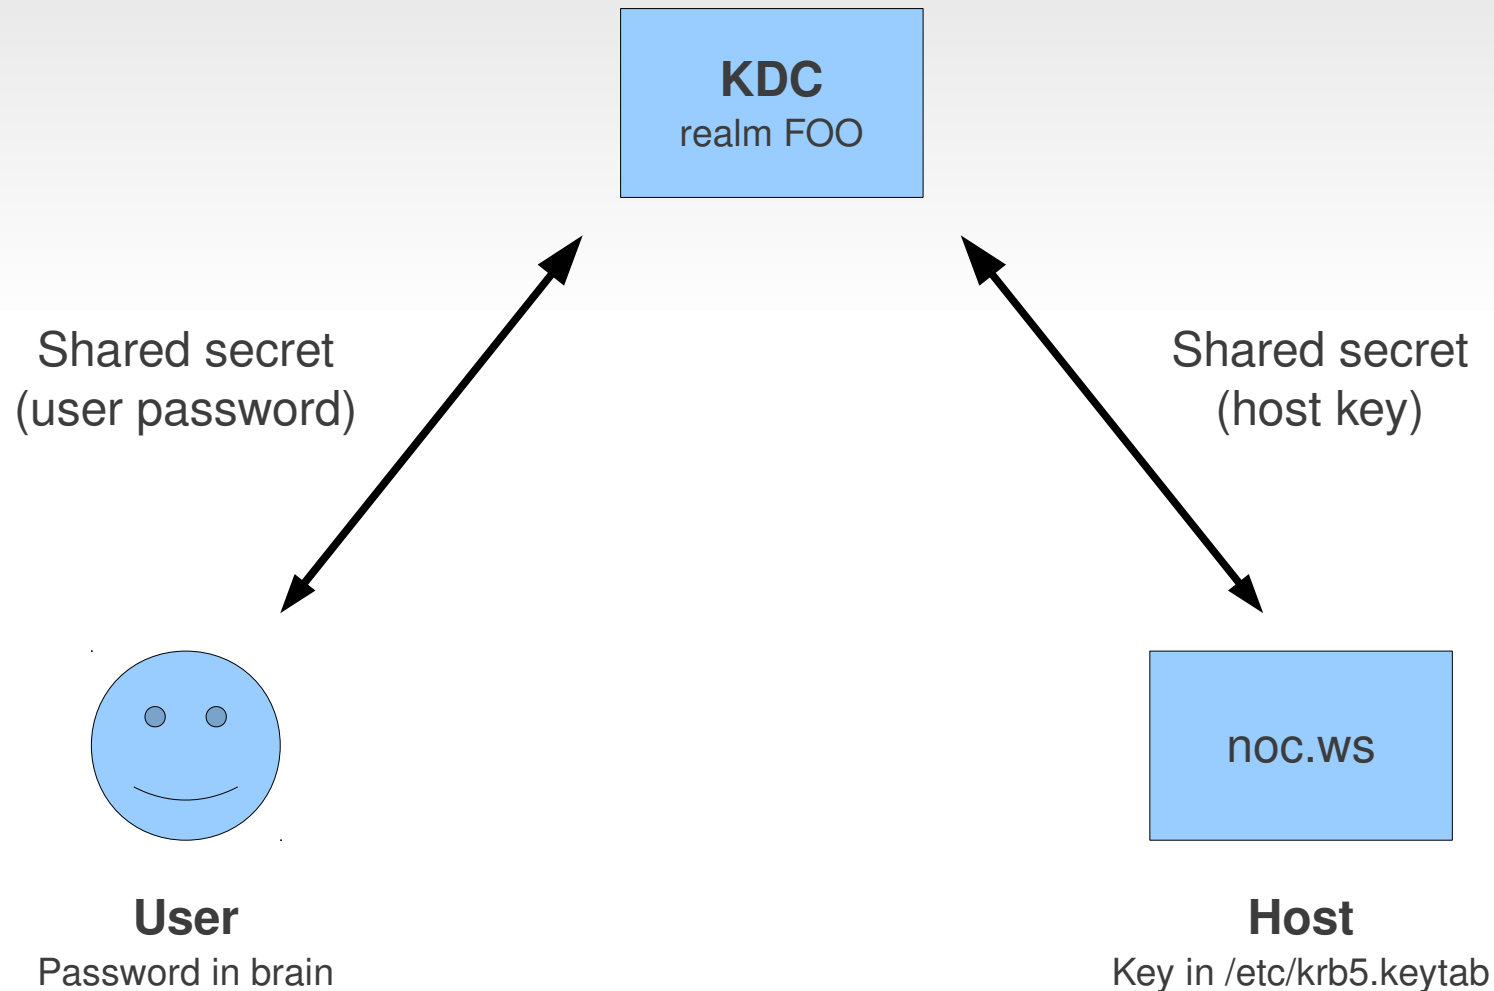 KDC
realm FOO
Shared secret
(user password)
Shared secret
(host key)
noc.ws
User
Password in brain
Host
Key in /etc/krb5.keytab